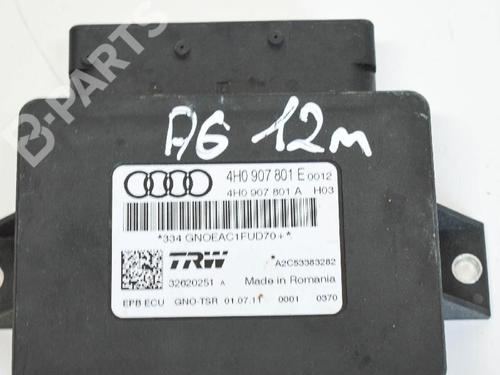 B-PARTS
A6 12m
4H0 907 801 E 0012
4H0 907 801 A H03
*334 GNOEAC1FUD70+*
TRW
*A2C53383282
32620251 A
Made in Romania
EFB ECU GNO-TSR 01.07.11 0001 0370